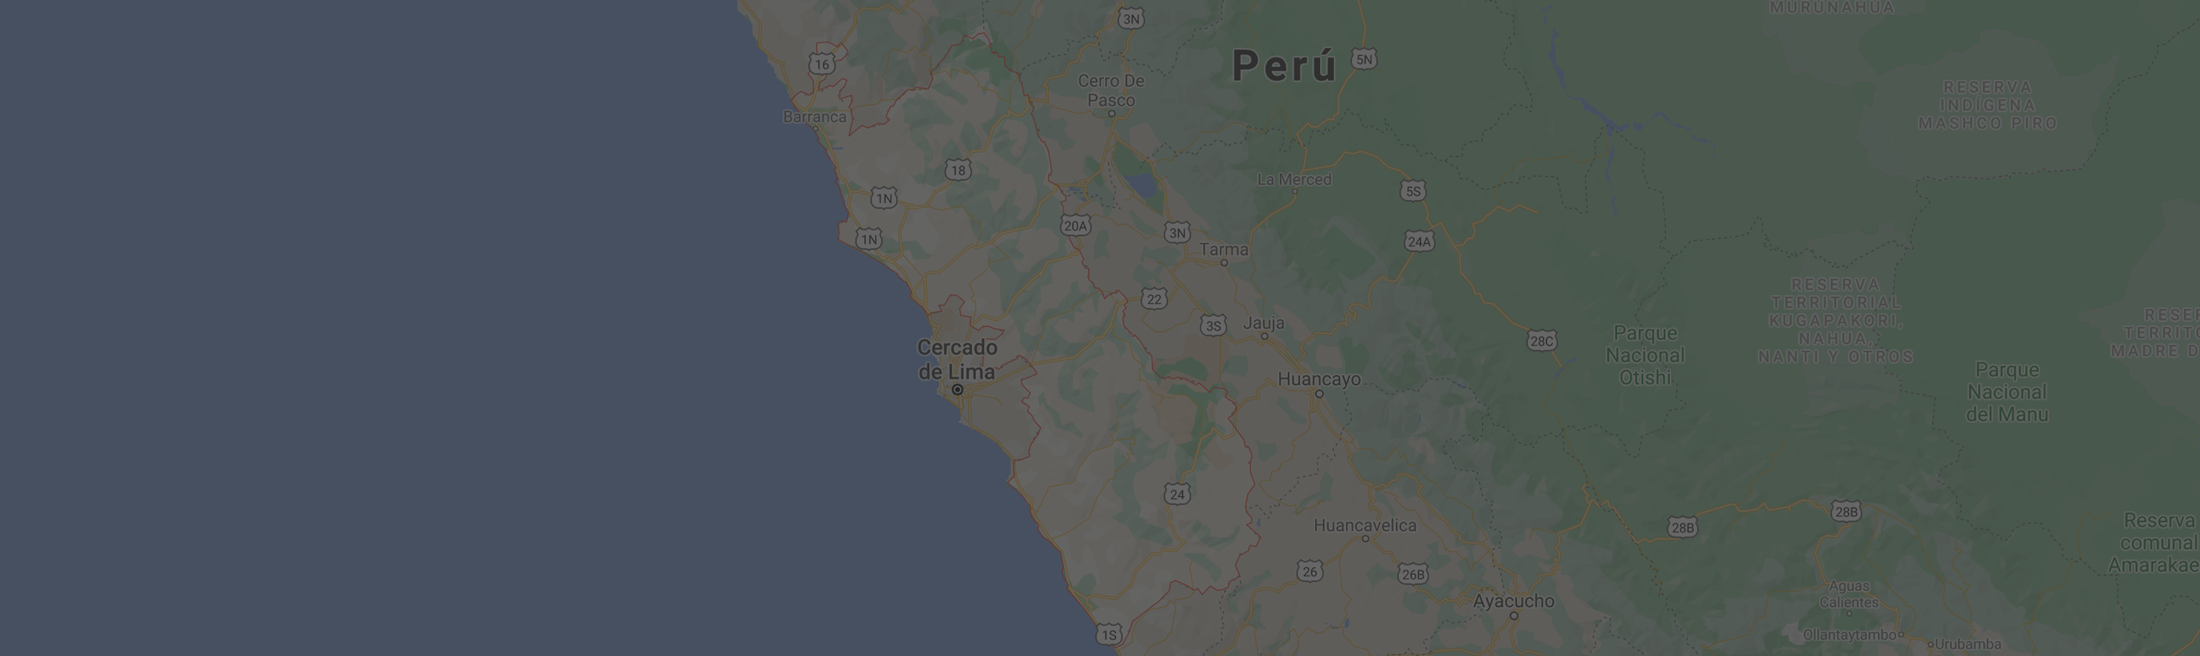 MURUNAHUA
3N
16
Perú
5N
Cerro De
Pasco
RESERVA
INDIGENA
MASHCO PIRO
Barranca
18
La Merced
5S
1N
20A
3N
1N
24A
Tarma
RESERVA
TERRITORIAL
KUGAPAKORI,
NAHUA,
NANTI Y OTROS
22
3S
Jauja
28C
Parque
Nacional
Otishi
Cercado
de Lima
Huancayo
Parque
Nacional
del Manu
24
28B
28B
Huancavelica
Reserva
comunal
Amarakae
26
26B
Ayacucho
Aguas
Calientes
1S
Ollantaytambo
Urubamba